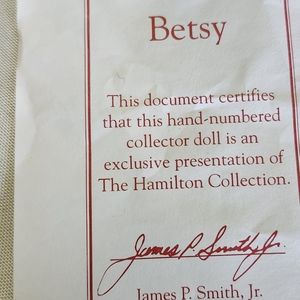 Betsy
This document certifies
that this hand-numbered
collector doll is an
exclusive presentation of
The Hamilton Collection.
James P. Smith, Jr.
James P. Smith, Jr.